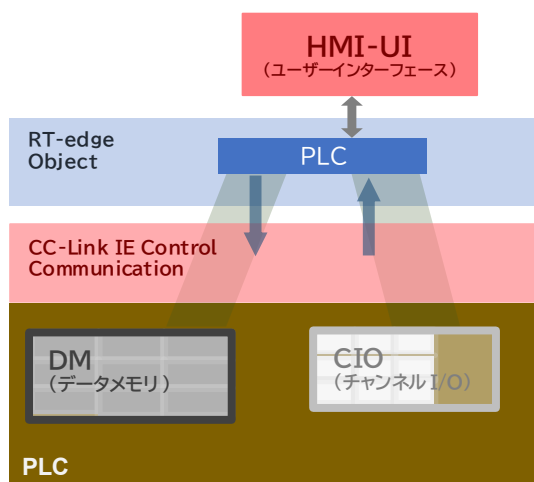 HMI-UI
（ユーザーインターフェース）
RT-edge
Object
PLC
CC-Link IE Control
Communication
DM
（データメモリ）
CIO
（チャンネル I/O）
PLC